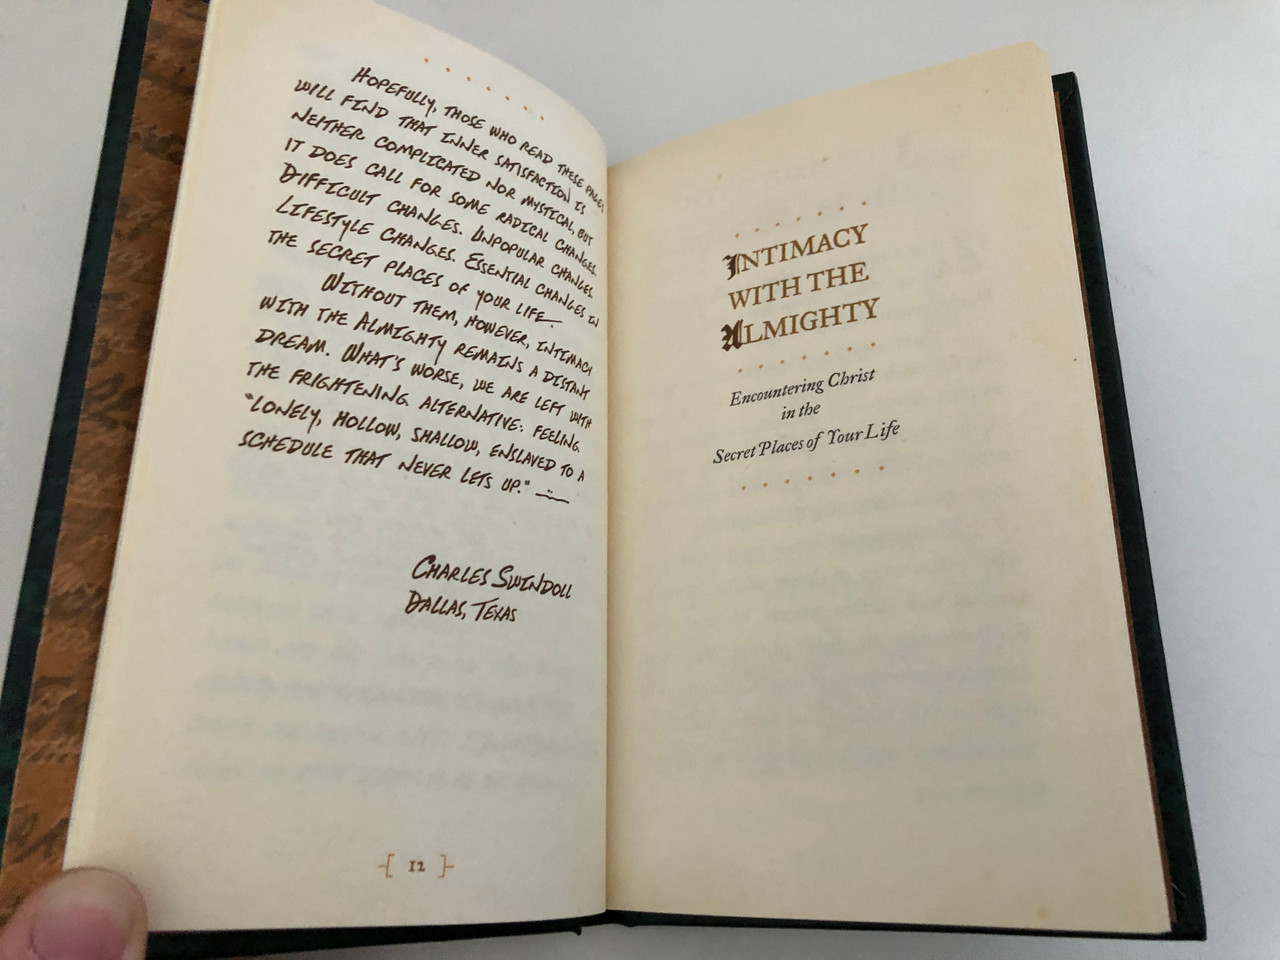 Hopefully, those who read these pages
will find that inner satisfaction is
neither complicated nor mystical, but
it does call for some radical changes.
Difficult changes. Unpopular changes.
Lifestyle changes. Essential changes in
the secret places of your life.
Without them, however, intimacy
with the Almighty remains a distant
dream. What's worse, we are left with
the frightening alternative: feeling
"lonely, hollow, shallow, enslaved to a
schedule that never lets up."
Charles Swindoll
Dallas, Texas
12
INTIMACY
WITH THE
ALMIGHTY
Encountering Christ
in the
Secret Places of Your Life